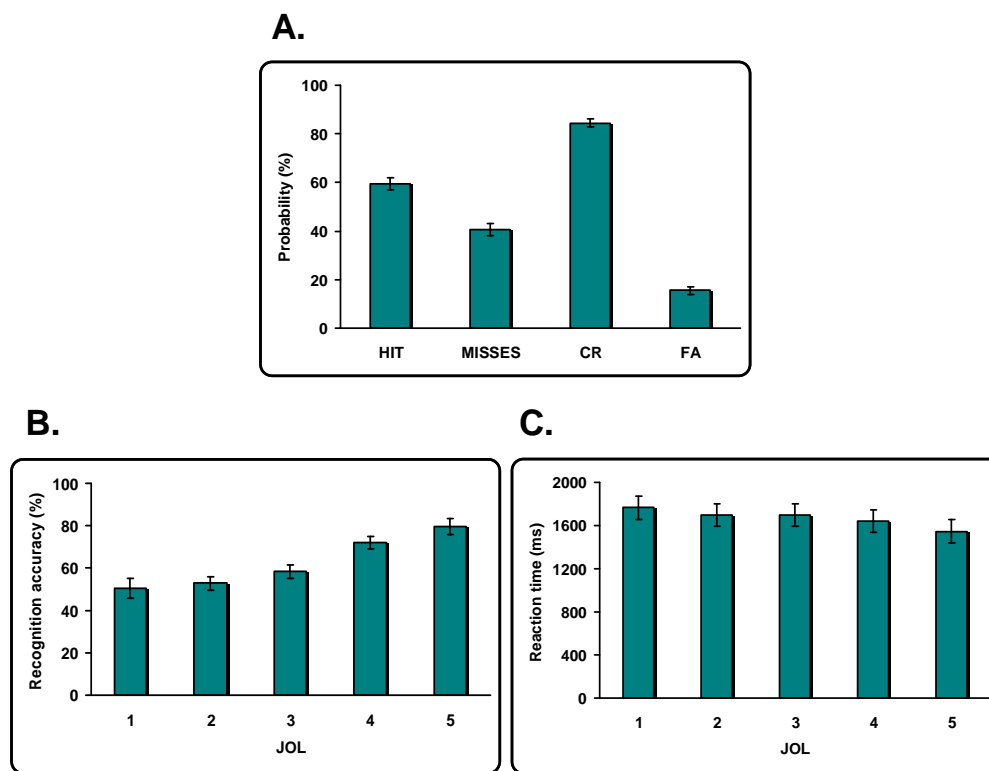 A.
Probability (%)
100
80
60
40
20
0
HIT MISSES CR FA
B.
Recognition accuracy (%)
100
80
60
40
20
0
1 2 3 4 5
JOL
C.
Reaction time (ms)
2000
1600
1200
800
400
0
1 2 3 4 5
JOL